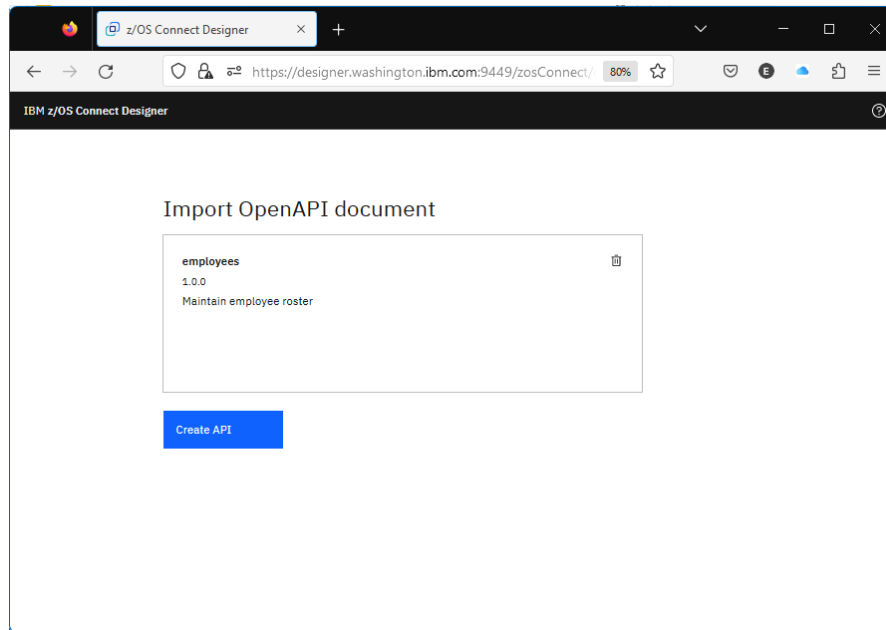 z/OS Connect Designer
https://designer.washington.ibm.com:9449/zosConnect/
80%
E
IBM z/OS Connect Designer
Import OpenAPI document
employees
1.0.0
Maintain employee roster
Create API